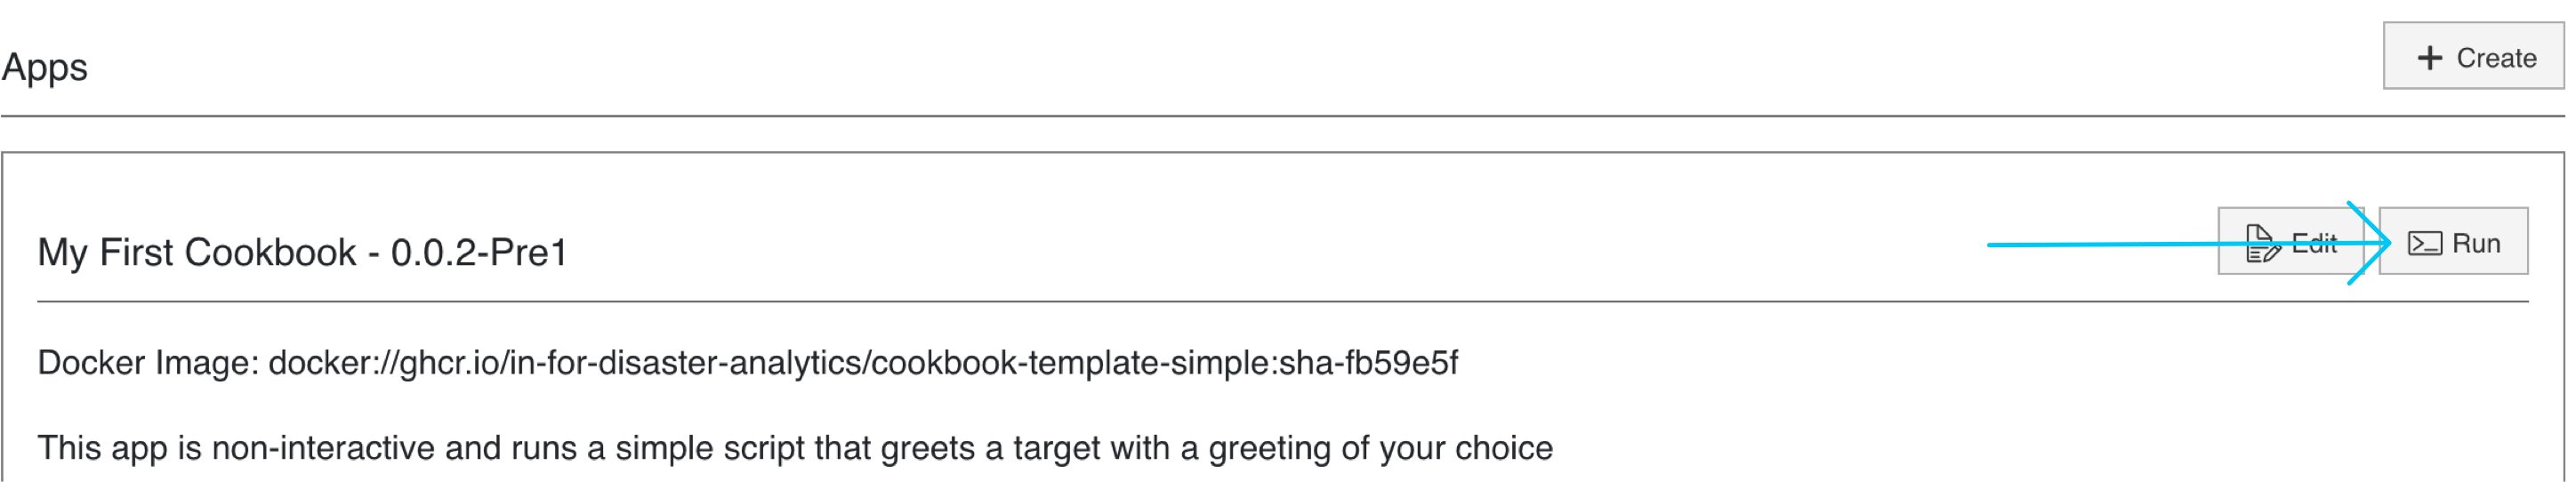 Apps
Create
My First Cookbook - 0.0.2-Pre1
Edit
Run
Docker Image: docker://ghcr.io/in-for-disaster-analytics/cookbook-template-simple:sha-fb59e5f
This app is non-interactive and runs a simple script that greets a target with a greeting of your choice